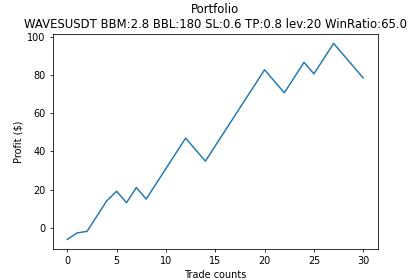 Portfolio
WAVESUSDT BBM:2.8 BBL:180 SL:0.6 TP:0.8 lev:20 WinRatio:65.0
100
80
60
40
20
0
Profit ($)
0 5 10 15 20 25 30
Trade counts